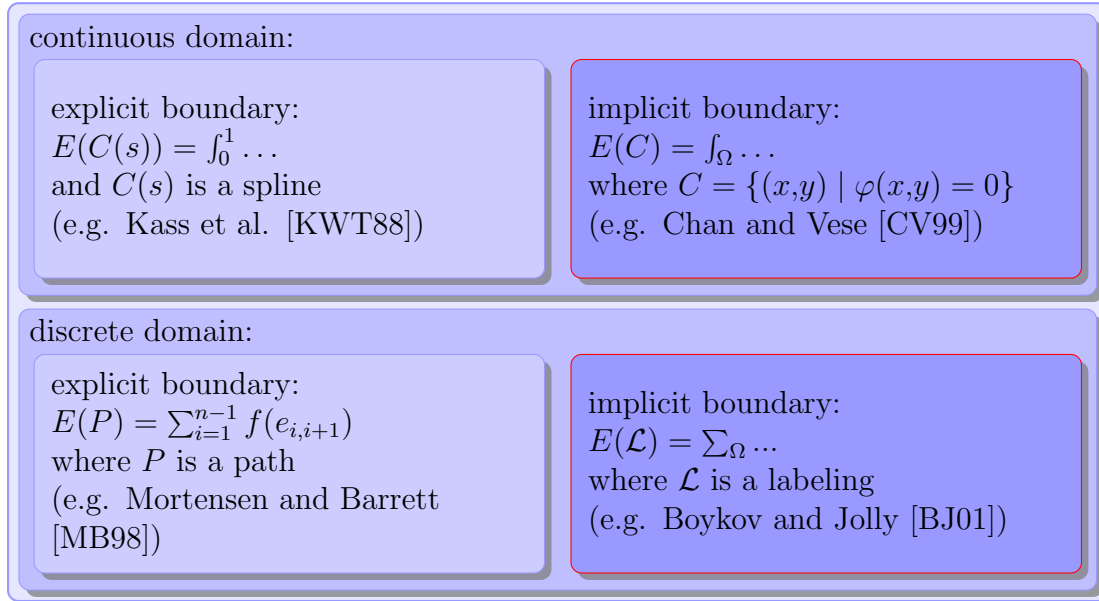 continuous domain:
explicit boundary:
E(C(s)) = ∫₀¹ …
and C(s) is a spline
(e.g. Kass et al. [KWT88])
implicit boundary:
E(C) = ∫_Ω …
where C = {(x,y) | φ(x,y) = 0}
(e.g. Chan and Vese [CV99])
discrete domain:
explicit boundary:
E(P) = ∑_{i=1}^{n−1} f(e_{i,i+1})
where P is a path
(e.g. Mortensen and Barrett
[MB98])
implicit boundary:
E(𝓛) = ∑_Ω ...
where 𝓛 is a labeling
(e.g. Boykov and Jolly [BJ01])